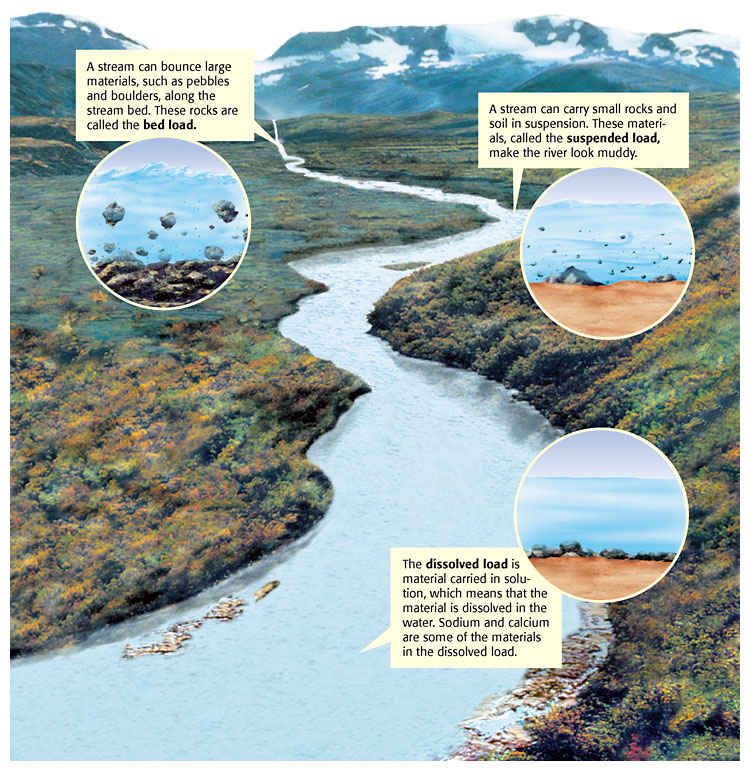 A stream can bounce large
materials, such as pebbles
and boulders, along the
stream bed. These rocks are
called the bed load.
A stream can carry small rocks and
soil in suspension. These materi-
als, called the suspended load,
make the river look muddy.
The dissolved load is
material carried in solu-
tion, which means that the
material is dissolved in the
water. Sodium and calcium
are some of the materials
in the dissolved load.